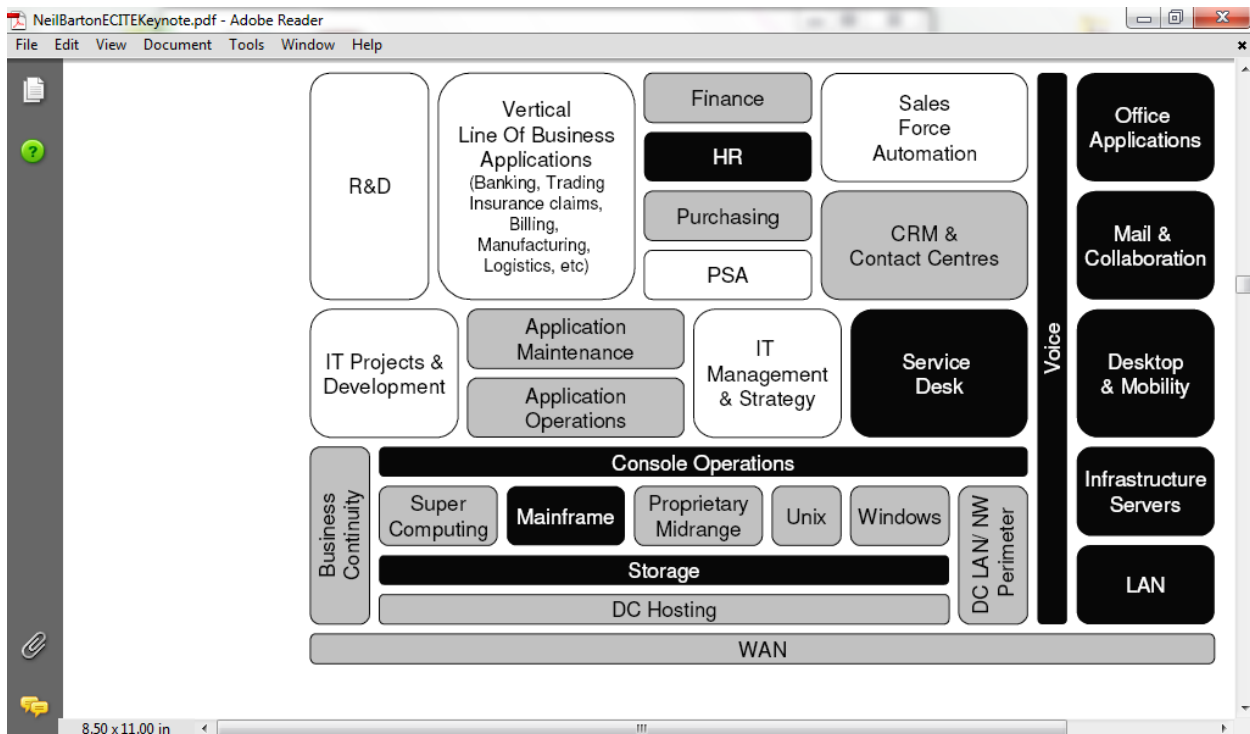 NeilBartonECITEKeynote.pdf - Adobe Reader
File Edit View Document Tools Window Help
R&D
Vertical
Line Of Business
Applications
(Banking, Trading
Insurance claims,
Billing,
Manufacturing,
Logistics, etc)
Finance
HR
Purchasing
PSA
Sales
Force
Automation
CRM &
Contact Centres
Voice
Office
Applications
Mail &
Collaboration
IT Projects &
Development
Application
Maintenance
Application
Operations
IT
Management
& Strategy
Service
Desk
Desktop
& Mobility
Business
Continuity
Console Operations
Super
Computing
Mainframe
Proprietary
Midrange
Unix
Windows
Storage
DC Hosting
DC LAN/ NW
Perimeter
Infrastructure
Servers
LAN
WAN
8.50 x 11.00 in